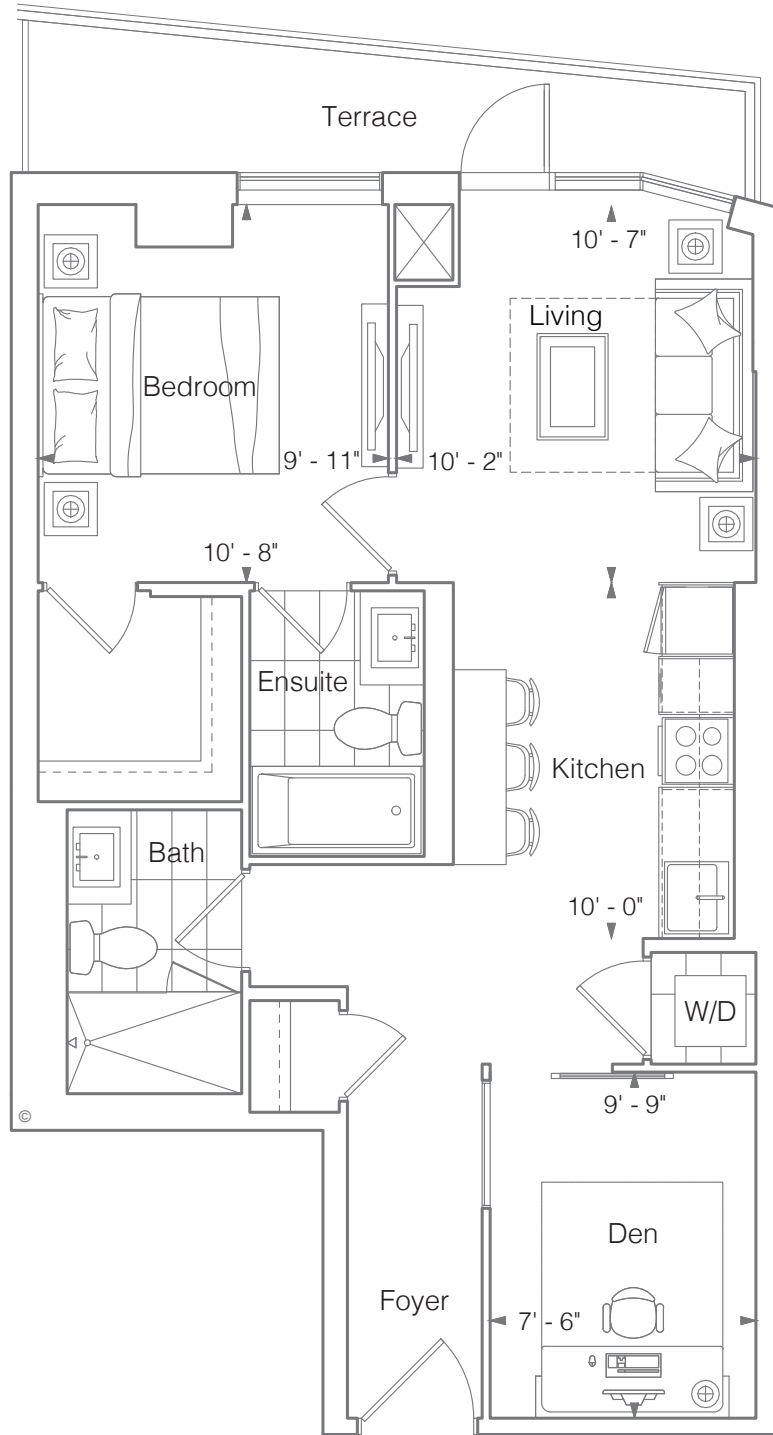 Terrace
10' - 7"
Living
Bedroom
9' - 11"
10' - 2"
10' - 8"
Ensuite
Kitchen
Bath
10' - 0"
W/D
9' - 9"
©
Den
Foyer
7' - 6"